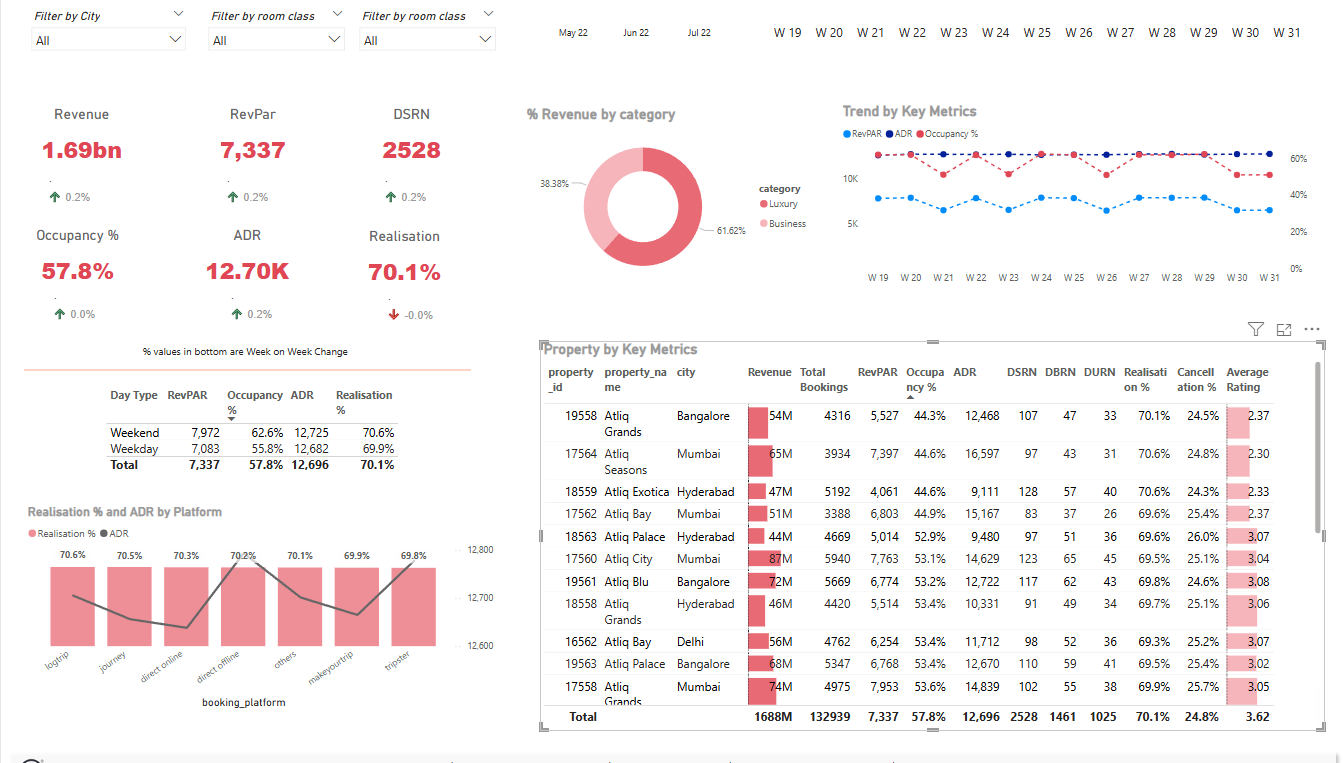 Filter by City
Filter by room class
Filter by room class
All
All
All
May 22 Jun 22 Jul 22
W 19 W 20 W 21 W 22 W 23 W 24 W 25 W 26 W 27 W 28 W 29 W 30 W 31
Revenue
RevPar
DSRN
1.69bn
7,337
2528
0.2%
0.2%
0.2%
Occupancy %
ADR
Realisation
57.8%
12.70K
70.1%
0.0%
0.2%
-0.0%
% values in bottom are Week on Week Change
% Revenue by category
38.38%
61.62%
category
Luxury
Business
Trend by Key Metrics
RevPAR ADR Occupancy %
10K
5K
60%
40%
20%
0%
W 19 W 20 W 21 W 22 W 23 W 24 W 25 W 26 W 27 W 28 W 29 W 30 W 31
Day Type RevPAR Occupancy ADR Realisation
% %
Weekend 7,972 62.6% 12,725 70.6%
Weekday 7,083 55.8% 12,682 69.9%
Total 7,337 57.8% 12,696 70.1%
Realisation % and ADR by Platform
Realisation % ADR
70.6% 70.5% 70.3% 70.2% 70.1% 69.9% 69.8%
12,800
12,700
12,600
logtrip
journey
direct online
direct offline
others
makeyourtrip
tripster
booking_platform
Property by Key Metrics
property property_na city Revenue Total RevPAR Occupa ADR DSRN DBRN DURN Realisati Cancell Average
_id me Bookings ncy % on % ation % Rating
19558 Atliq Bangalore 54M 4316 5,527 44.3% 12,468 107 47 33 70.1% 24.5% 2.37
Grands
17564 Atliq Mumbai 65M 3934 7,397 44.6% 16,597 97 43 31 70.6% 24.8% 2.30
Seasons
18559 Atliq Exotica Hyderabad 47M 5192 4,061 44.6% 9,111 128 57 40 70.6% 24.3% 2.33
17562 Atliq Bay Mumbai 51M 3388 6,803 44.9% 15,167 83 37 26 69.6% 25.4% 2.37
18563 Atliq Palace Hyderabad 44M 4669 5,014 52.9% 9,480 97 51 36 69.6% 26.0% 3.07
17560 Atliq City Mumbai 87M 5940 7,763 53.1% 14,629 123 65 45 69.5% 25.1% 3.04
19561 Atliq Blu Bangalore 72M 5669 6,774 53.2% 12,722 117 62 43 69.8% 24.6% 3.08
18558 Atliq Hyderabad 46M 4420 5,514 53.4% 10,331 91 49 34 69.7% 25.1% 3.06
Grands
16562 Atliq Bay Delhi 56M 4762 6,254 53.4% 11,712 98 52 36 69.3% 25.2% 3.07
19563 Atliq Palace Bangalore 68M 5347 6,768 53.4% 12,670 110 59 41 69.5% 25.4% 3.02
17558 Atliq Mumbai 74M 4975 7,953 53.6% 14,839 102 55 38 69.9% 25.7% 3.05
Grands
Total 1688M 132939 7,337 57.8% 12,696 2528 1461 1025 70.1% 24.8% 3.62